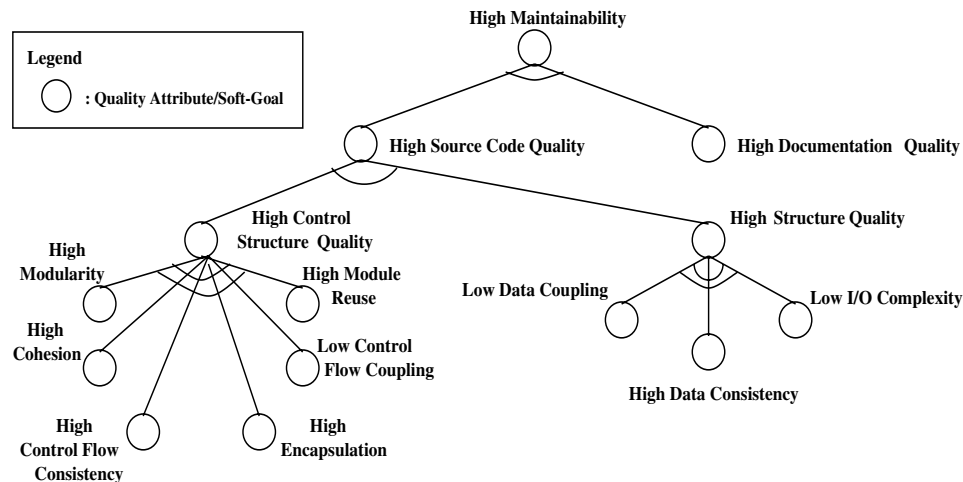 High Maintainability
Legend
: Quality Attribute/Soft-Goal
High Source Code Quality
High Documentation Quality
High Control
Structure Quality
High Structure Quality
High
Modularity
High Module
Reuse
Low Data Coupling
Low I/O Complexity
High
Cohesion
Low Control
Flow Coupling
High Data Consistency
High
Control Flow
Consistency
High
Encapsulation